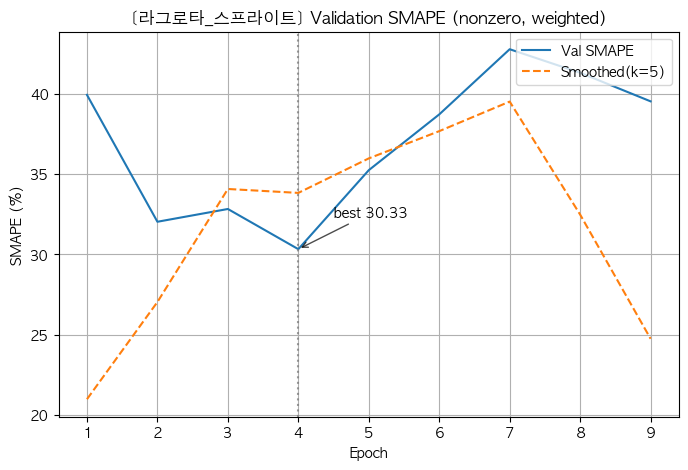 [라그로타_스프라이트] Validation SMAPE (nonzero, weighted)
Val SMAPE
Smoothed(k=5)
40
35
30
25
20
SMAPE (%)
best 30.33
1 2 3 4 5 6 7 8 9
Epoch